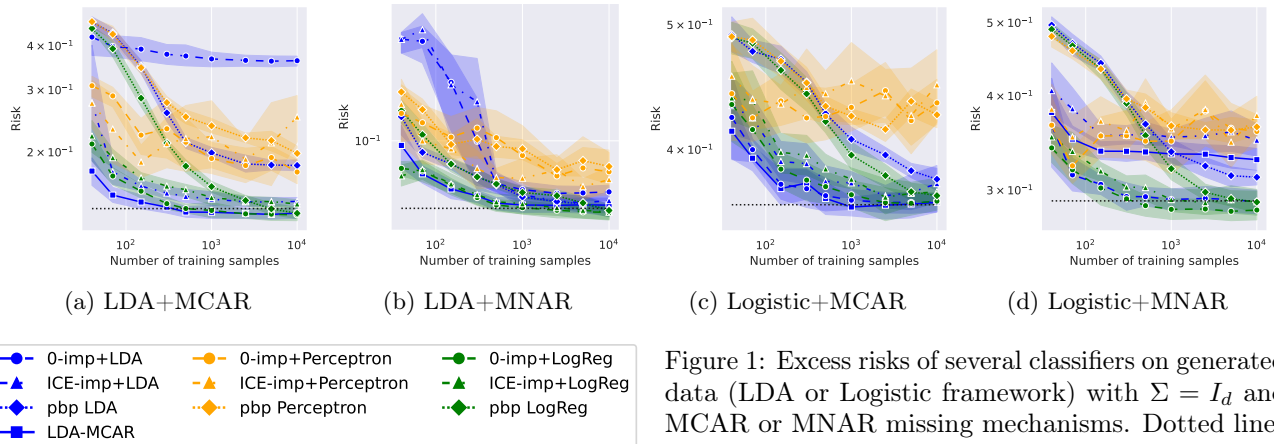 5 × 10⁻¹
5 × 10⁻¹
4 × 10⁻¹
4 × 10⁻¹
3 × 10⁻¹
Risk
Risk
10⁻¹
Risk
4 × 10⁻¹
Risk
2 × 10⁻¹
3 × 10⁻¹
10² 10³ 10⁴
10² 10³ 10⁴
10² 10³ 10⁴
10² 10³ 10⁴
Number of training samples
Number of training samples
Number of training samples
Number of training samples
(a) LDA+MCAR
(b) LDA+MNAR
(c) Logistic+MCAR
(d) Logistic+MNAR
0-imp+LDA
0-imp+Perceptron
0-imp+LogReg
ICE-imp+LDA
ICE-imp+Perceptron
ICE-imp+LogReg
pbp LDA
pbp Perceptron
pbp LogReg
LDA-MCAR
Figure 1: Excess risks of several classifiers on generated
data (LDA or Logistic framework) with Σ = I_d and
MCAR or MNAR missing mechanisms. Dotted line